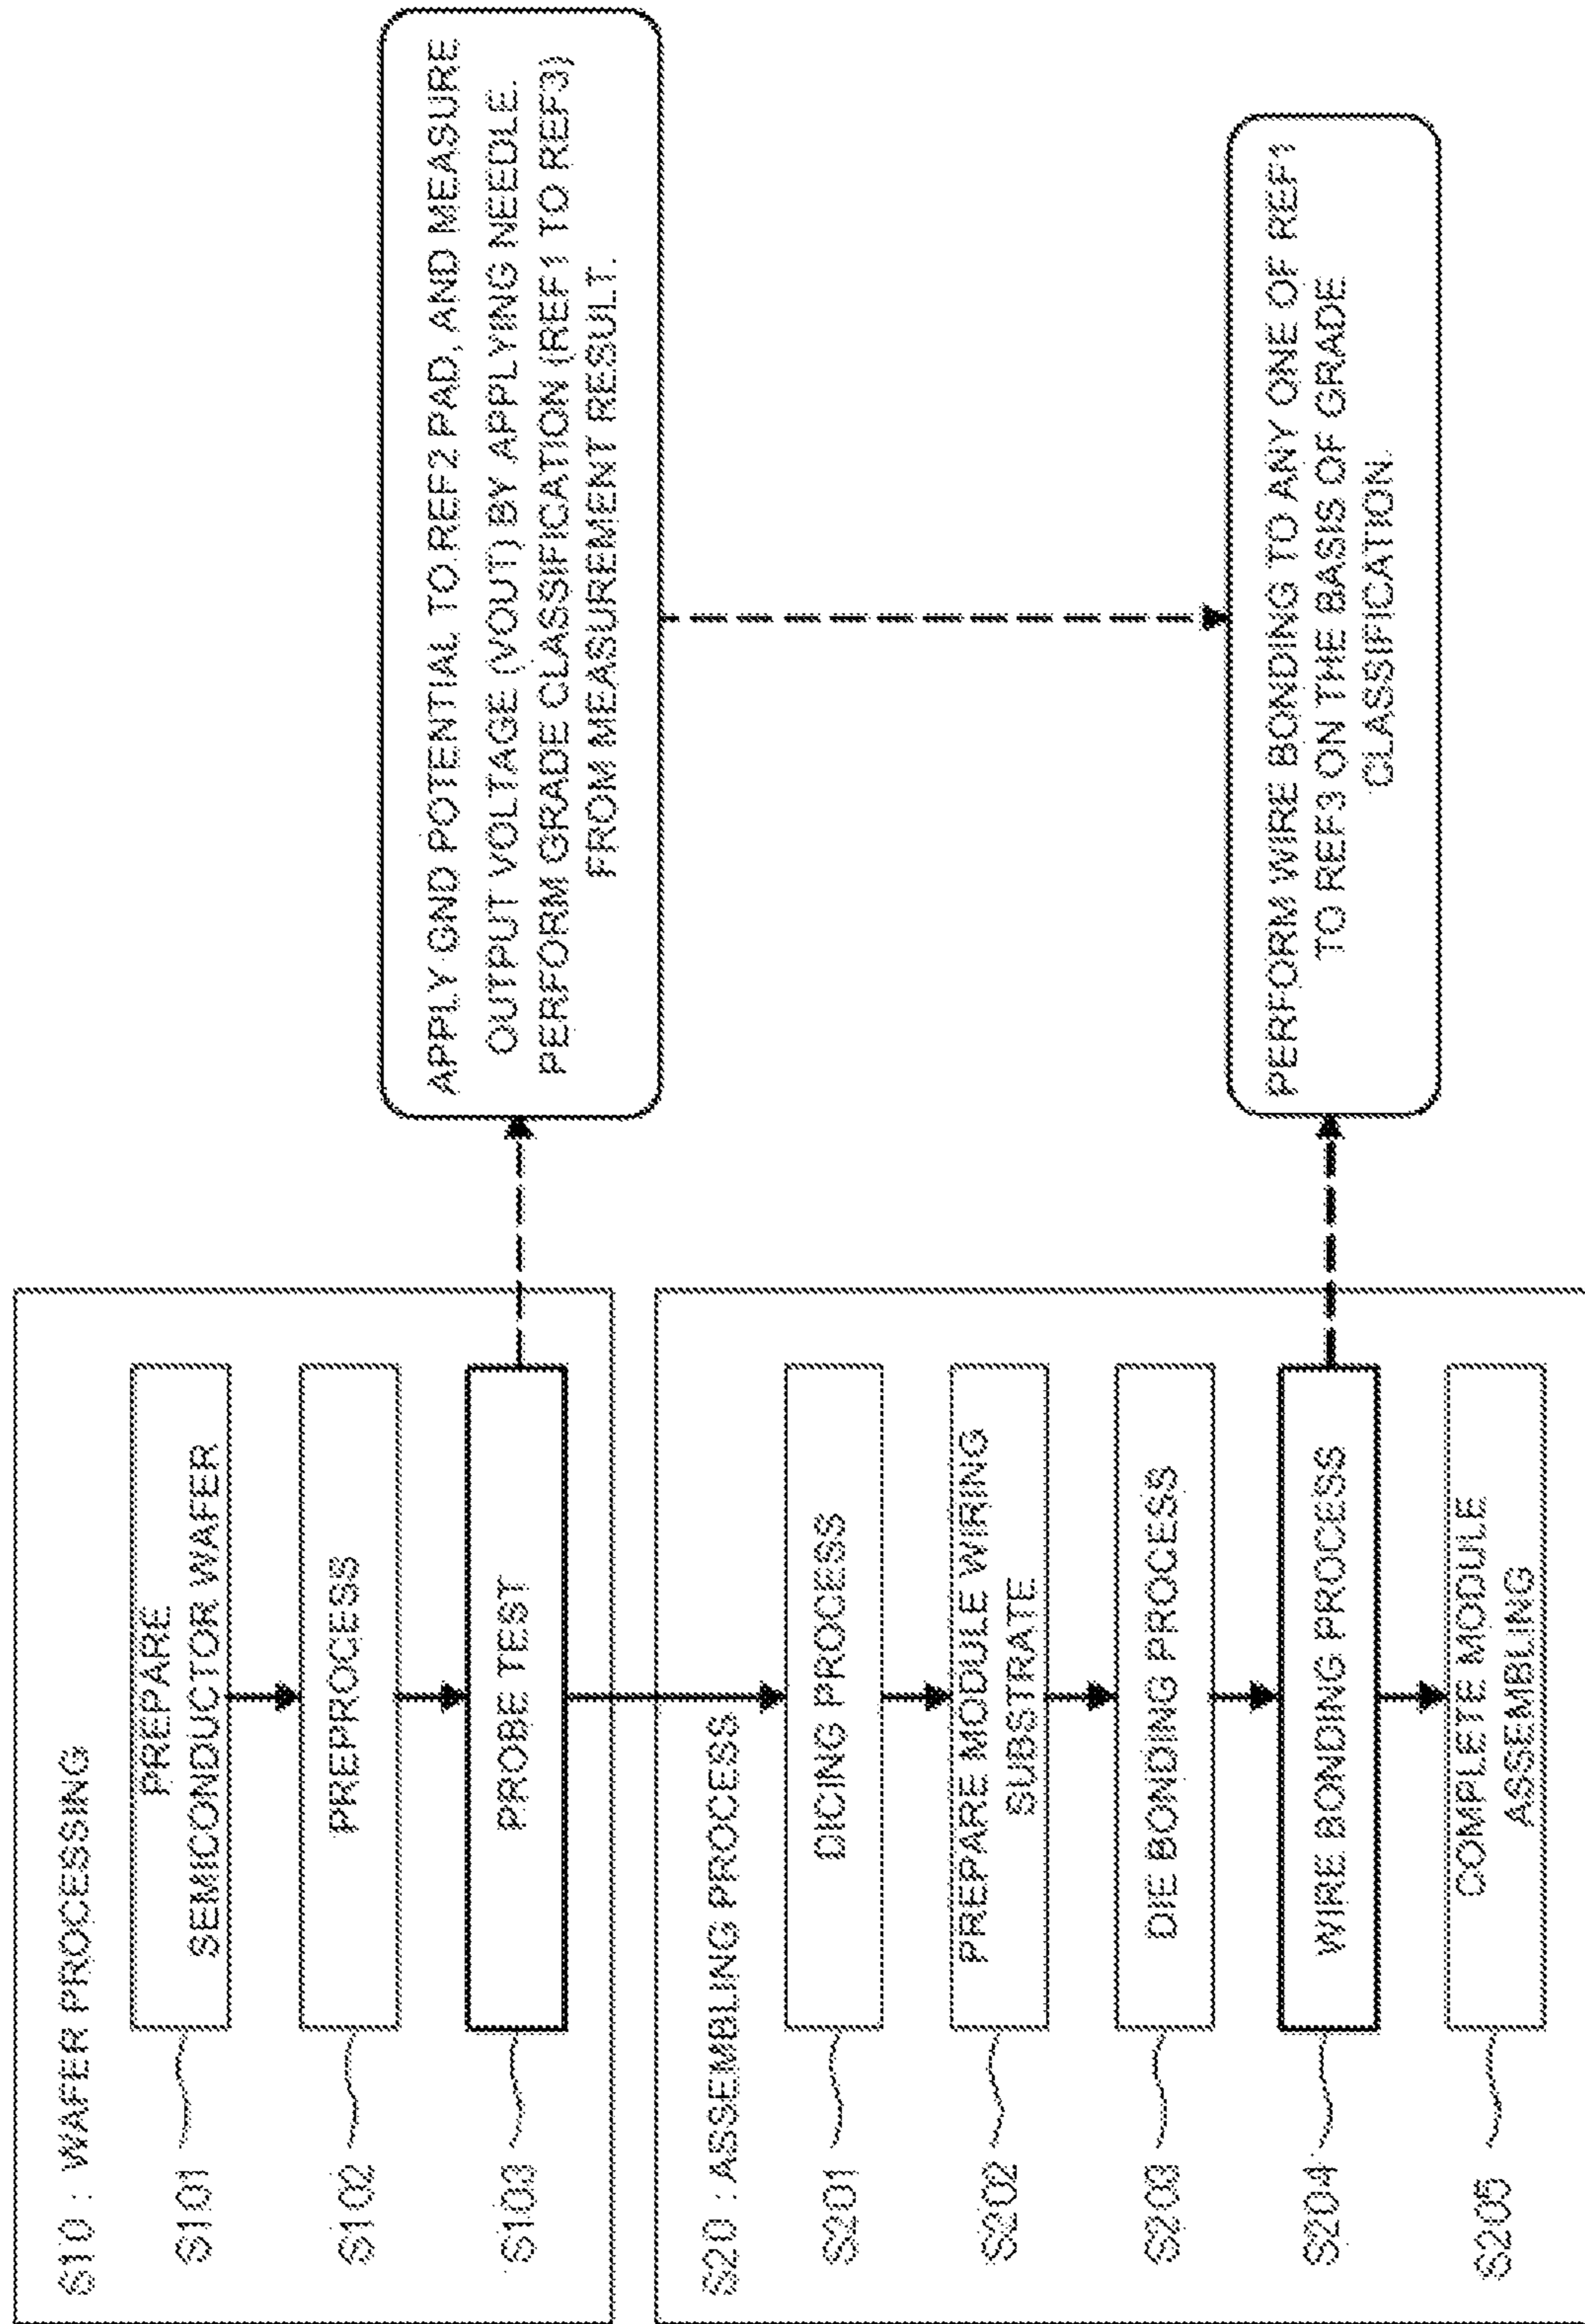 S10 : WAFER PROCESSING
S101
PREPARE
SEMICONDUCTOR WAFER
S102
PREPROCESS
S103
PROBE TEST
APPLY GND POTENTIAL TO REF2 PAD, AND MEASURE
OUTPUT VOLTAGE (VOUT) BY APPLYING NEEDLE.
PERFORM GRADE CLASSIFICATION (REF1 TO REF3)
FROM MEASUREMENT RESULT.
S20 : ASSEMBLING PROCESS
S201
DICING PROCESS
S202
PREPARE MODULE WIRING
SUBSTRATE
S203
DIE BONDING PROCESS
S204
WIRE BONDING PROCESS
PERFORM WIRE BONDING TO ANY ONE OF REF1
TO REF3 ON THE BASIS OF GRADE
CLASSIFICATION.
S205
COMPLETE MODULE
ASSEMBLING